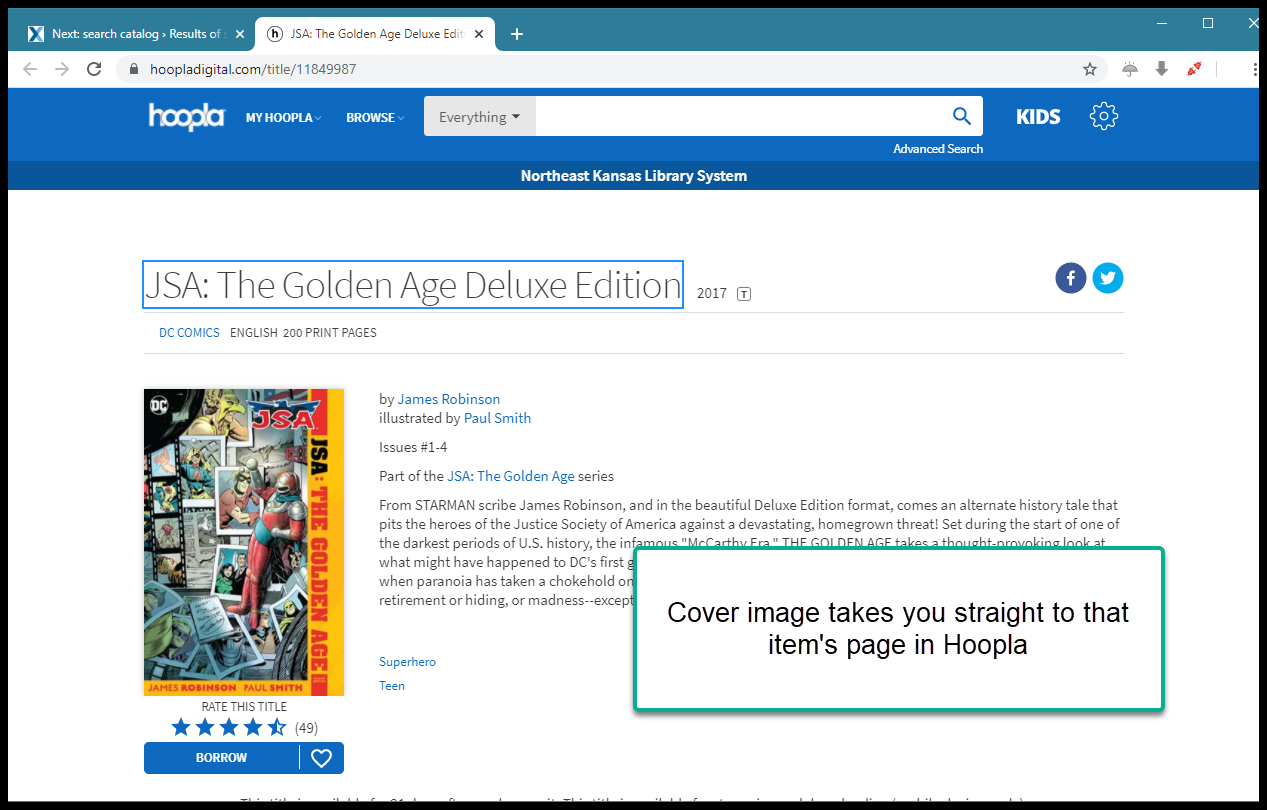 Next: search catalog › Results of s
JSA: The Golden Age Deluxe Edit
hoopladigital.com/title/11849987
hoopla MY HOOPLA BROWSE Everything KIDS
Advanced Search
Northeast Kansas Library System
JSA: The Golden Age Deluxe Edition 2017 T
DC COMICS ENGLISH 200 PRINT PAGES
by James Robinson
illustrated by Paul Smith
Issues #1-4
Part of the JSA: The Golden Age series
From STARMAN scribe James Robinson, and in the beautiful Deluxe Edition format, comes an alternate history tale that
pits the heroes of the Justice Society of America against a devastating, homegrown threat! Set during the start of one of
the darkest periods of U.S. history, the infamous "McCarthy Era," THE GOLDEN AGE takes a thought-provoking look at
what might have happened to DC's first g
when paranoia has taken a chokehold on
retirement or hiding, or madness--except
Cover image takes you straight to that
item's page in Hoopla
Superhero
Teen
DC
JSA
JSA: THE GOLDEN AGE
JAMES ROBINSON PAUL SMITH
RATE THIS TITLE
(49)
BORROW